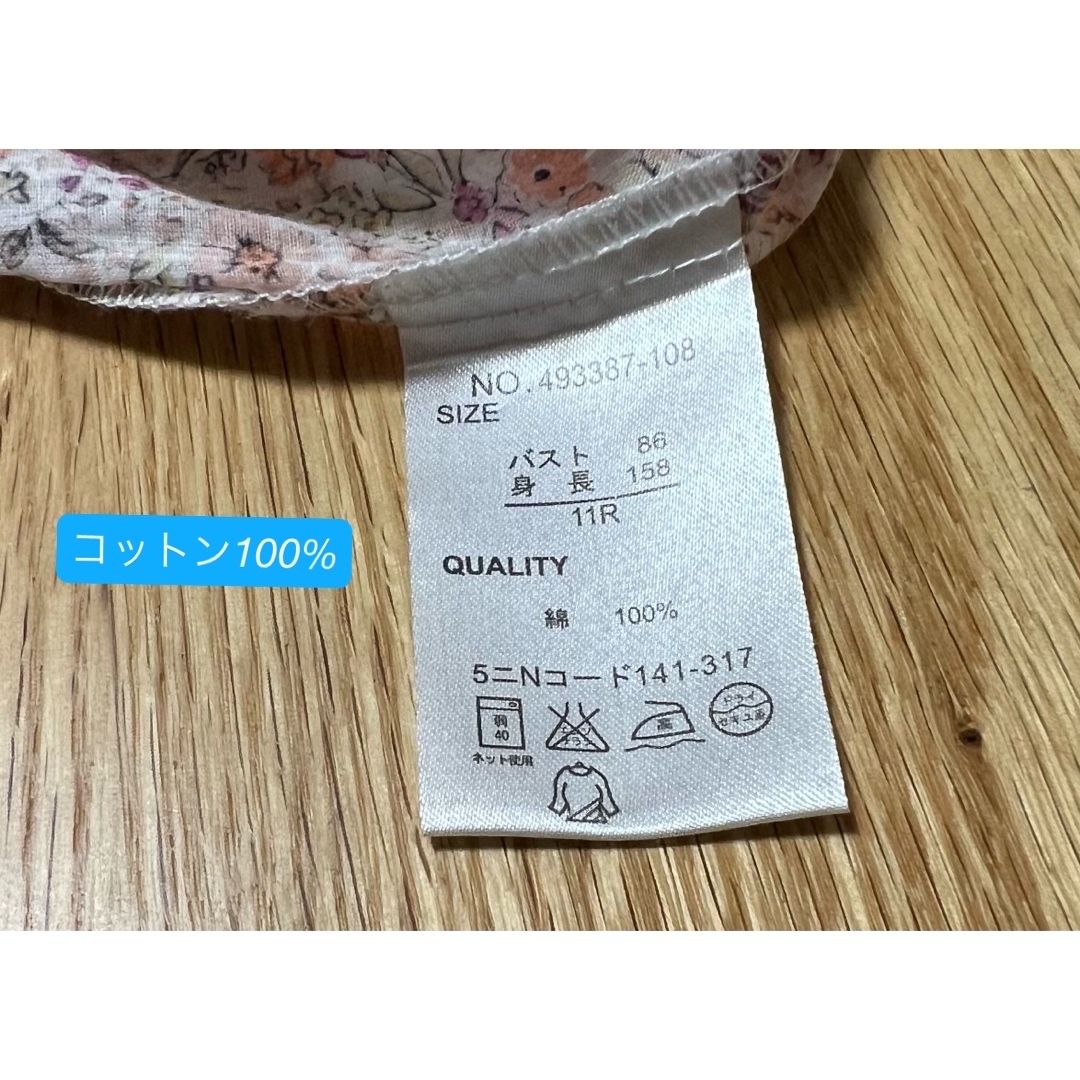 NO.493387-108
SIZE
バスト 86
身 長 158
11R
コットン100%
QUALITY
綿 100%
5ニNコード141-317
弱
40
高
ドライ
セキユ系
ネット使用